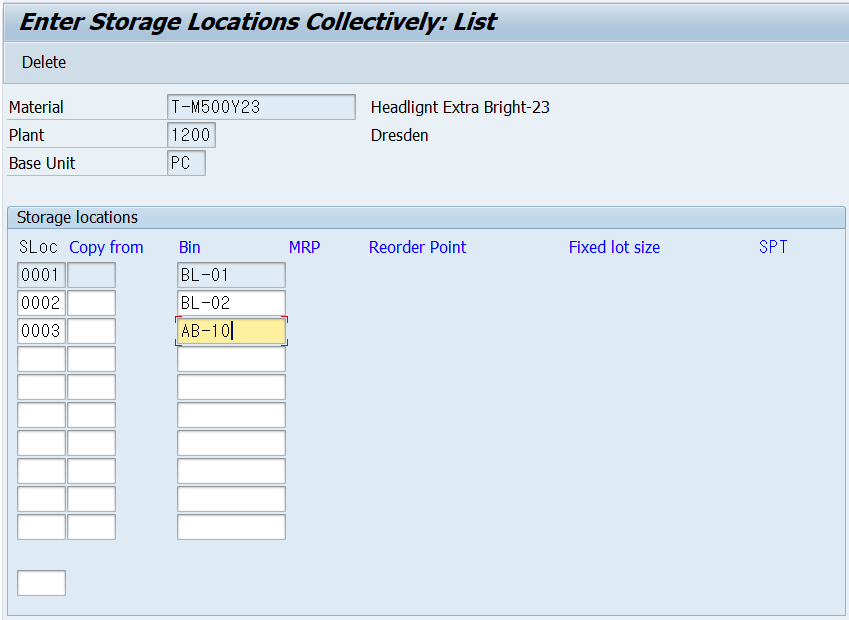 Enter Storage Locations Collectively: List
Delete
Material T-M500Y23 Headlignt Extra Bright-23
Plant 1200 Dresden
Base Unit PC
Storage locations
SLoc Copy from Bin MRP Reorder Point Fixed lot size SPT
0001 BL-01
0002 BL-02
0003 AB-10